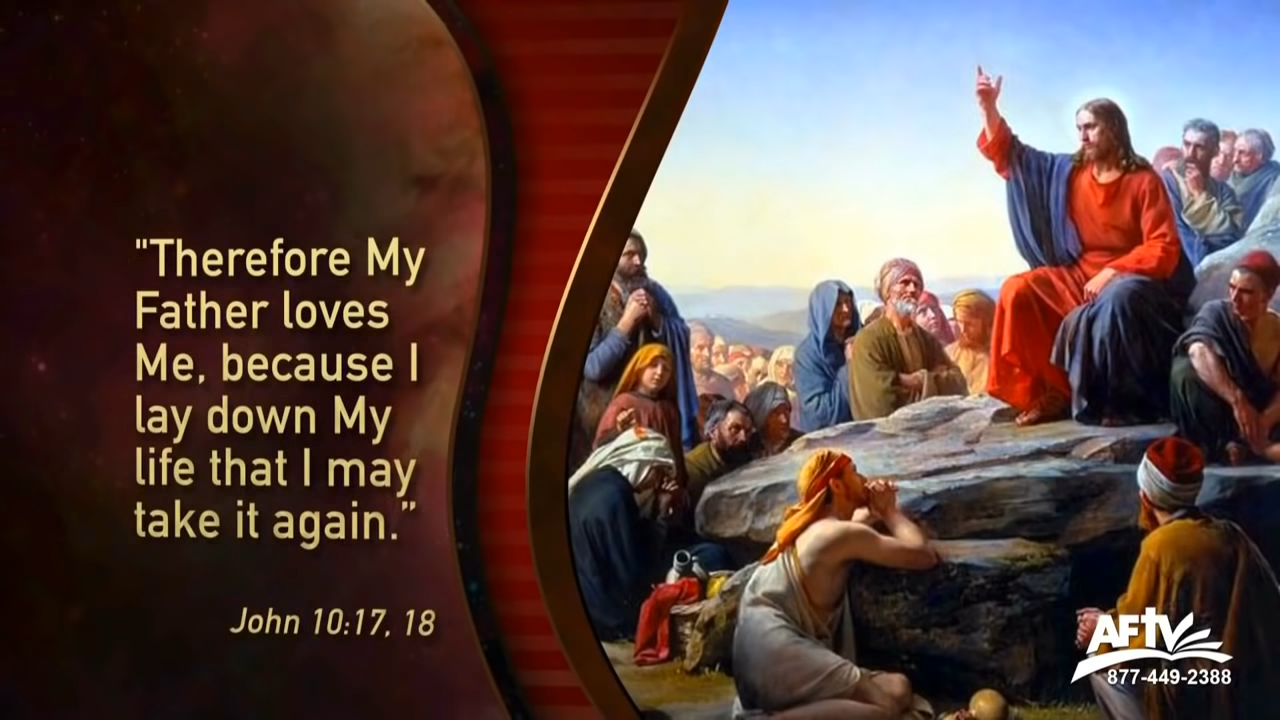 "Therefore My
Father loves
Me, because I
lay down My
life that I may
take it again.”
John 10:17, 18
AFTV
877-449-2388